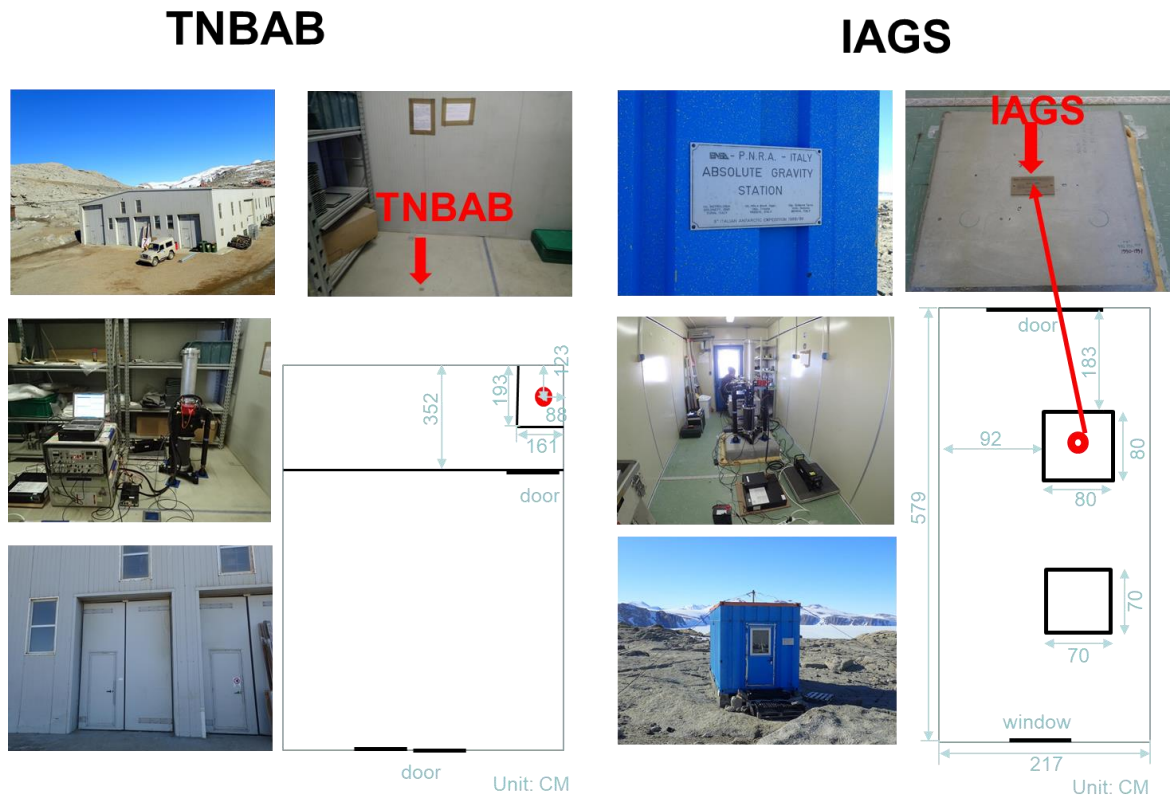 TNBAB
IAGS
TNBAB
- P.N.R.A. - ITALY
ABSOLUTE GRAVITY
STATION
IAGS
352
193
123
88
161
door
door
Unit: CM
door
183
92
80
80
579
70
70
window
217
Unit: CM